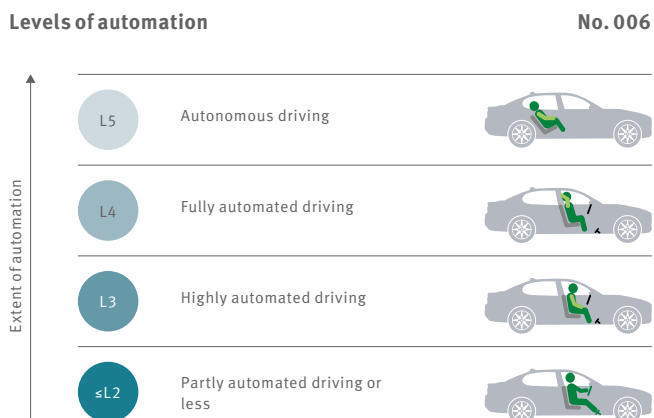 Levels of automation
No. 006
L5
Autonomous driving
L4
Fully automated driving
L3
Highly automated driving
≤L2
Partly automated driving or
less
Extent of automation